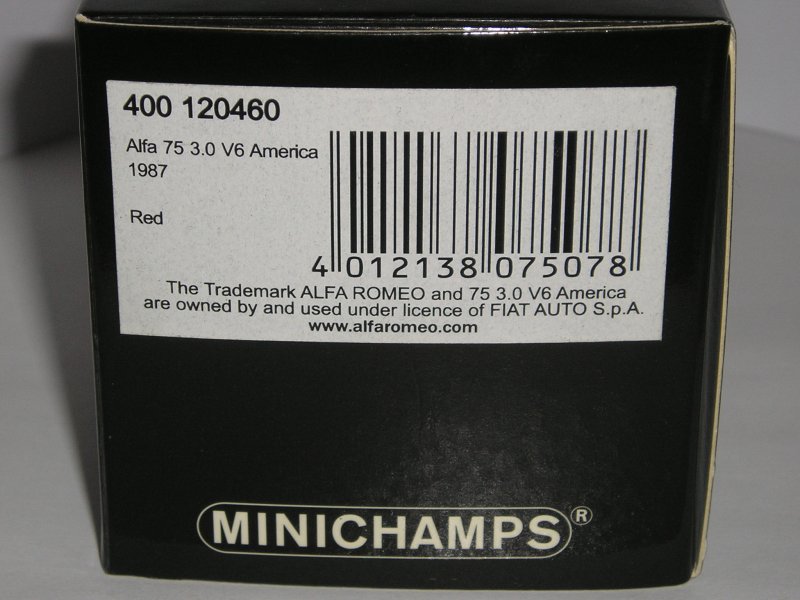 400 120460
Alfa 75 3.0 V6 America
1987
Red
4 012138 075078
The Trademark ALFA ROMEO and 75 3.0 V6 America
are owned by and used under licence of FIAT AUTO S.p.A.
www.alfaromeo.com
MINICHAMPS®